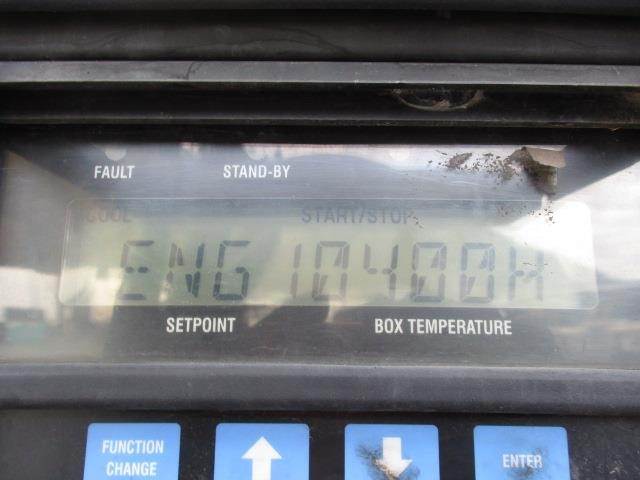 FAULT STAND-BY
COOL START/STOP
ENG 10400H
SETPOINT BOX TEMPERATURE
FUNCTION
CHANGE
ENTER